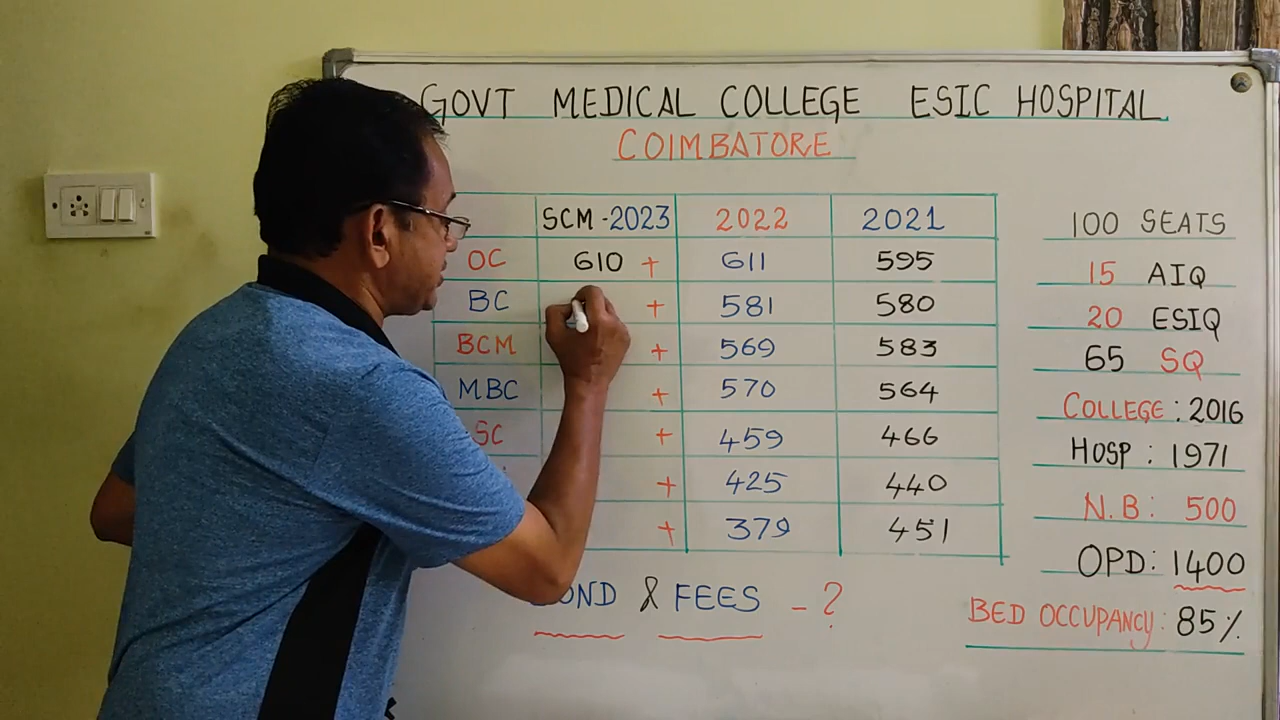 GOVT MEDICAL COLLEGE ESIC HOSPITAL
COIMBATORE
SCM - 2023 2022 2021
OC 610 + 611 595
BC + 581 580
BCM + 569 583
MBC + 570 564
SC + 459 466
+ 425 440
+ 379 451
& FEES - ?
100 SEATS
15 AIQ
20 ESIQ
65 SQ
COLLEGE : 2016
HOSP : 1971
N.B : 500
OPD : 1400
BED OCCUPANCY : 85%